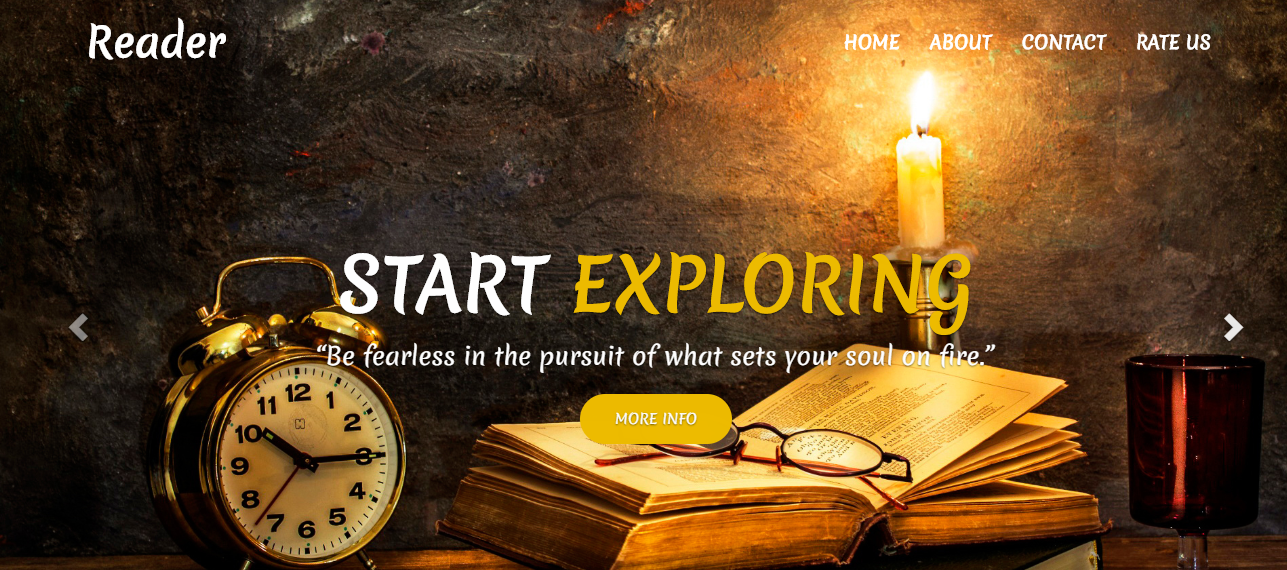 Reader
HOME ABOUT CONTACT RATE US
START EXPLORING
“Be fearless in the pursuit of what sets your soul on fire.”
MORE INFO
12
11 1
10 2
9 3
8 4
7 5
6